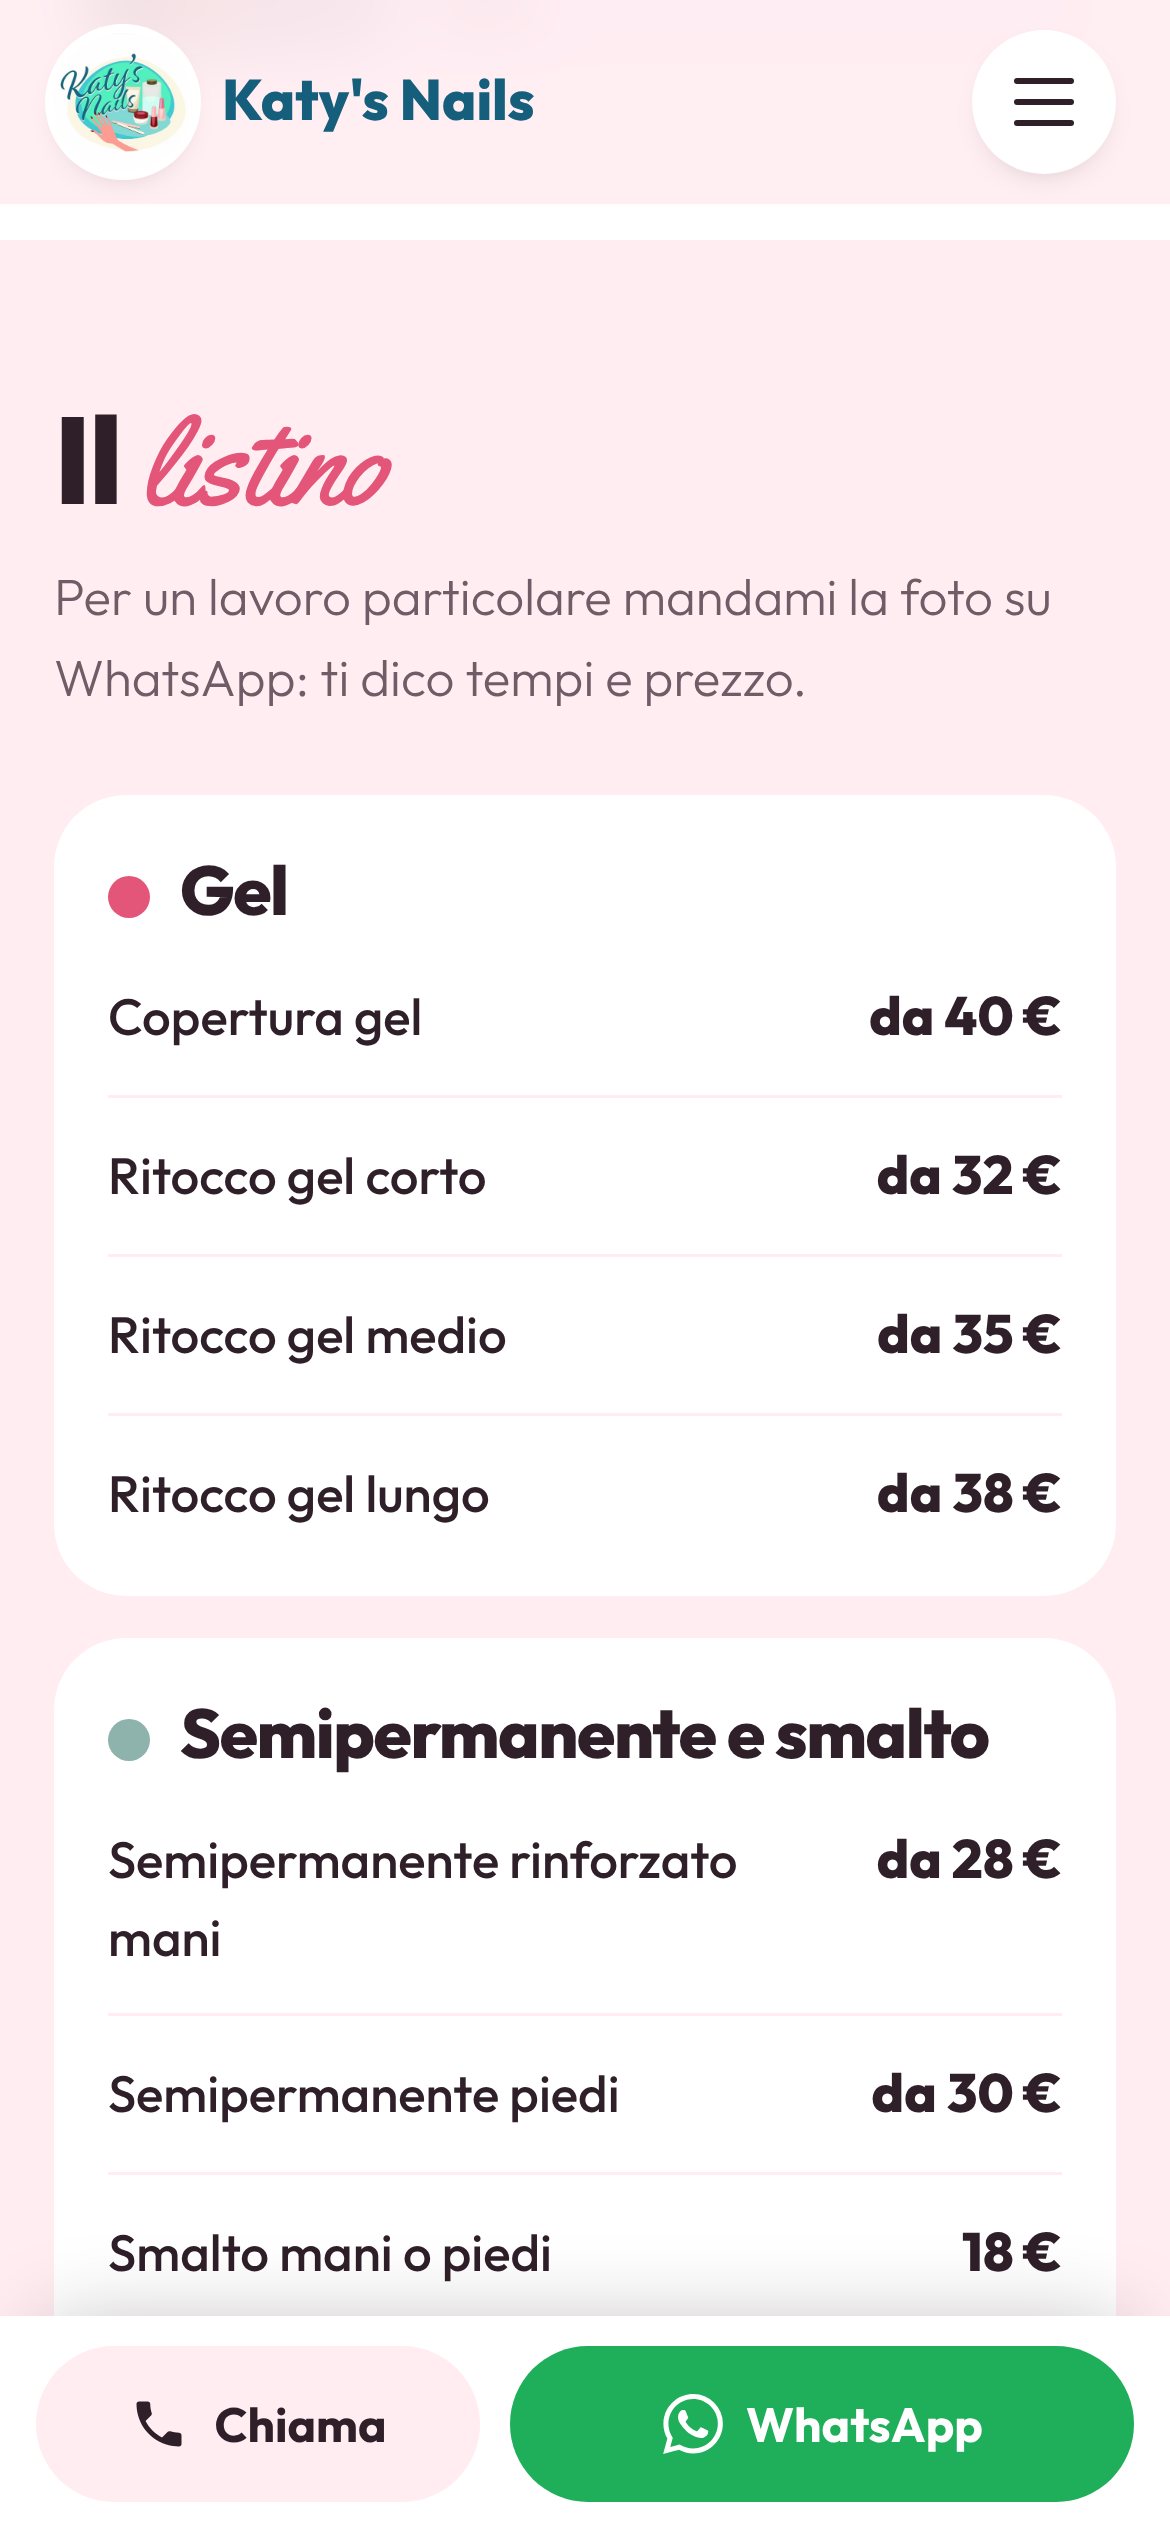 Katy's
Nails
Katy's Nails
Il listino
Per un lavoro particolare mandami la foto su
WhatsApp: ti dico tempi e prezzo.
Gel
Copertura gel da 40 €
Ritocco gel corto da 32 €
Ritocco gel medio da 35 €
Ritocco gel lungo da 38 €
Semipermanente e smalto
Semipermanente rinforzato da 28 €
mani
Semipermanente piedi da 30 €
Smalto mani o piedi 18 €
Chiama WhatsApp